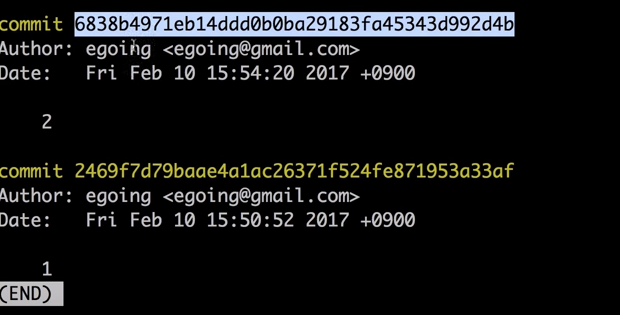 commit 6838b4971eb14ddd0b0ba29183fa45343d992d4b
Author: egoing <egoing@gmail.com>
Date:   Fri Feb 10 15:54:20 2017 +0900
2
commit 2469f7d79baae4a1ac26371f524fe871953a33af
Author: egoing <egoing@gmail.com>
Date:   Fri Feb 10 15:50:52 2017 +0900
1
(END)